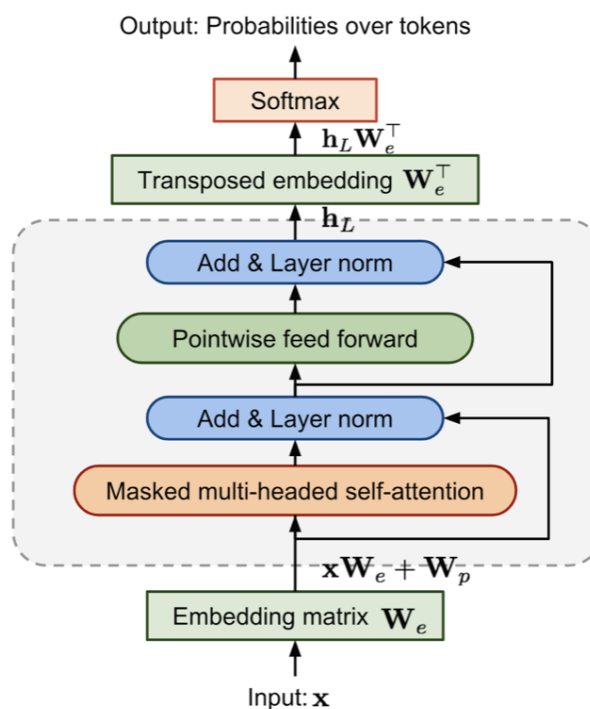 Output: Probabilities over tokens
Softmax
𝐡_L 𝐖_e^⊤
Transposed embedding 𝐖_e^⊤
𝐡_L
Add & Layer norm
Pointwise feed forward
Add & Layer norm
Masked multi-headed self-attention
𝐱𝐖_e + 𝐖_p
Embedding matrix 𝐖_e
Input: 𝐱